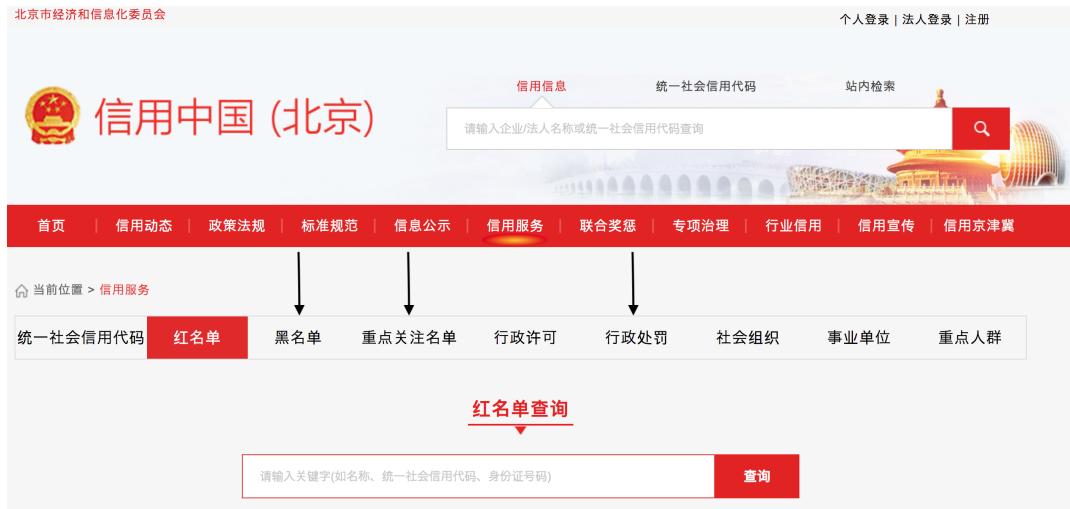 北京市经济和信息化委员会
个人登录 | 法人登录 | 注册
信用信息 统一社会信用代码 站内检索
信用中国 (北京)
请输入企业/法人名称或统一社会信用代码查询
首页 | 信用动态 | 政策法规 | 标准规范 | 信息公示 | 信用服务 | 联合奖惩 | 专项治理 | 行业信用 | 信用宣传 | 信用京津冀
当前位置 > 信用服务
统一社会信用代码 红名单 黑名单 重点关注名单 行政许可 行政处罚 社会组织 事业单位 重点人群
红名单查询
请输入关键字(如名称、统一社会信用代码、身份证号码) 查询